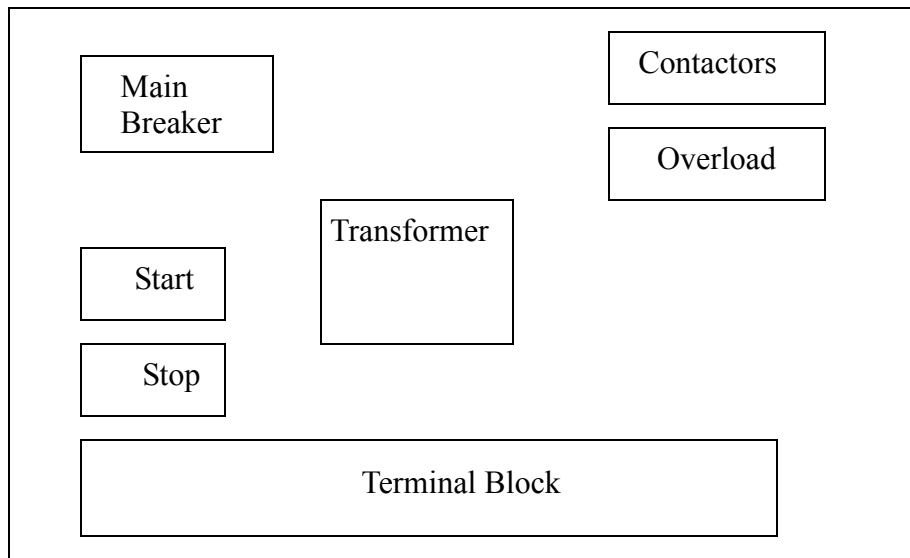 Main
Breaker
Contactors
Overload
Transformer
Start
Stop
Terminal Block